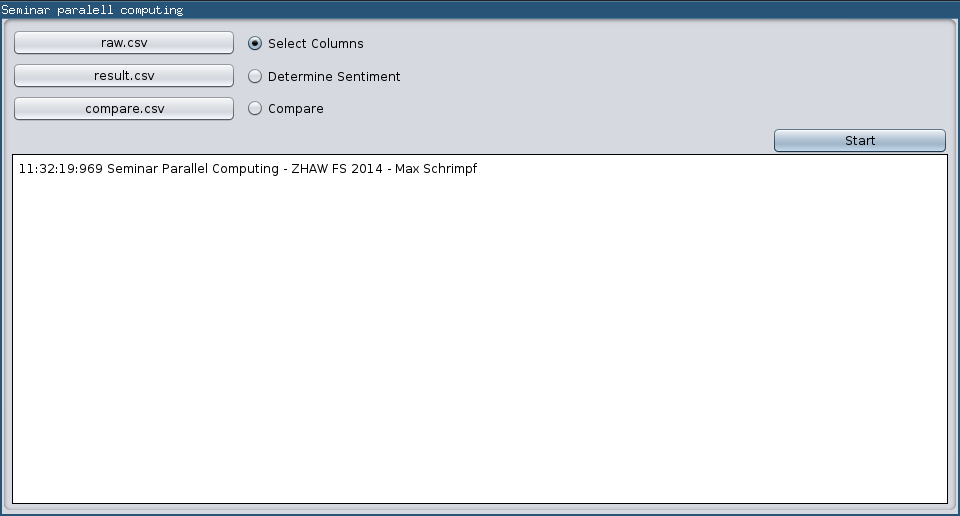 Seminar paralell computing
raw.csv
Select Columns
result.csv
Determine Sentiment
compare.csv
Compare
Start
11:32:19:969 Seminar Parallel Computing - ZHAW FS 2014 - Max Schrimpf